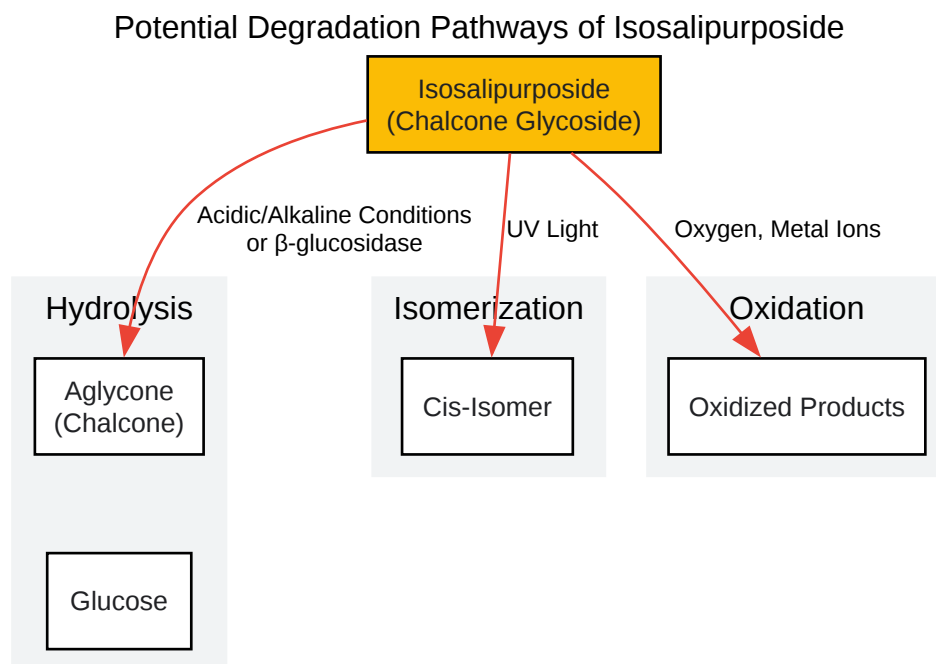 Potential Degradation Pathways of Isosalipurposide
Isosalipurposide
(Chalcone Glycoside)
Acidic/Alkaline Conditions
or β-glucosidase
UV Light
Oxygen, Metal Ions
Hydrolysis
Isomerization
Oxidation
Aglycone
(Chalcone)
Cis-Isomer
Oxidized Products
Glucose